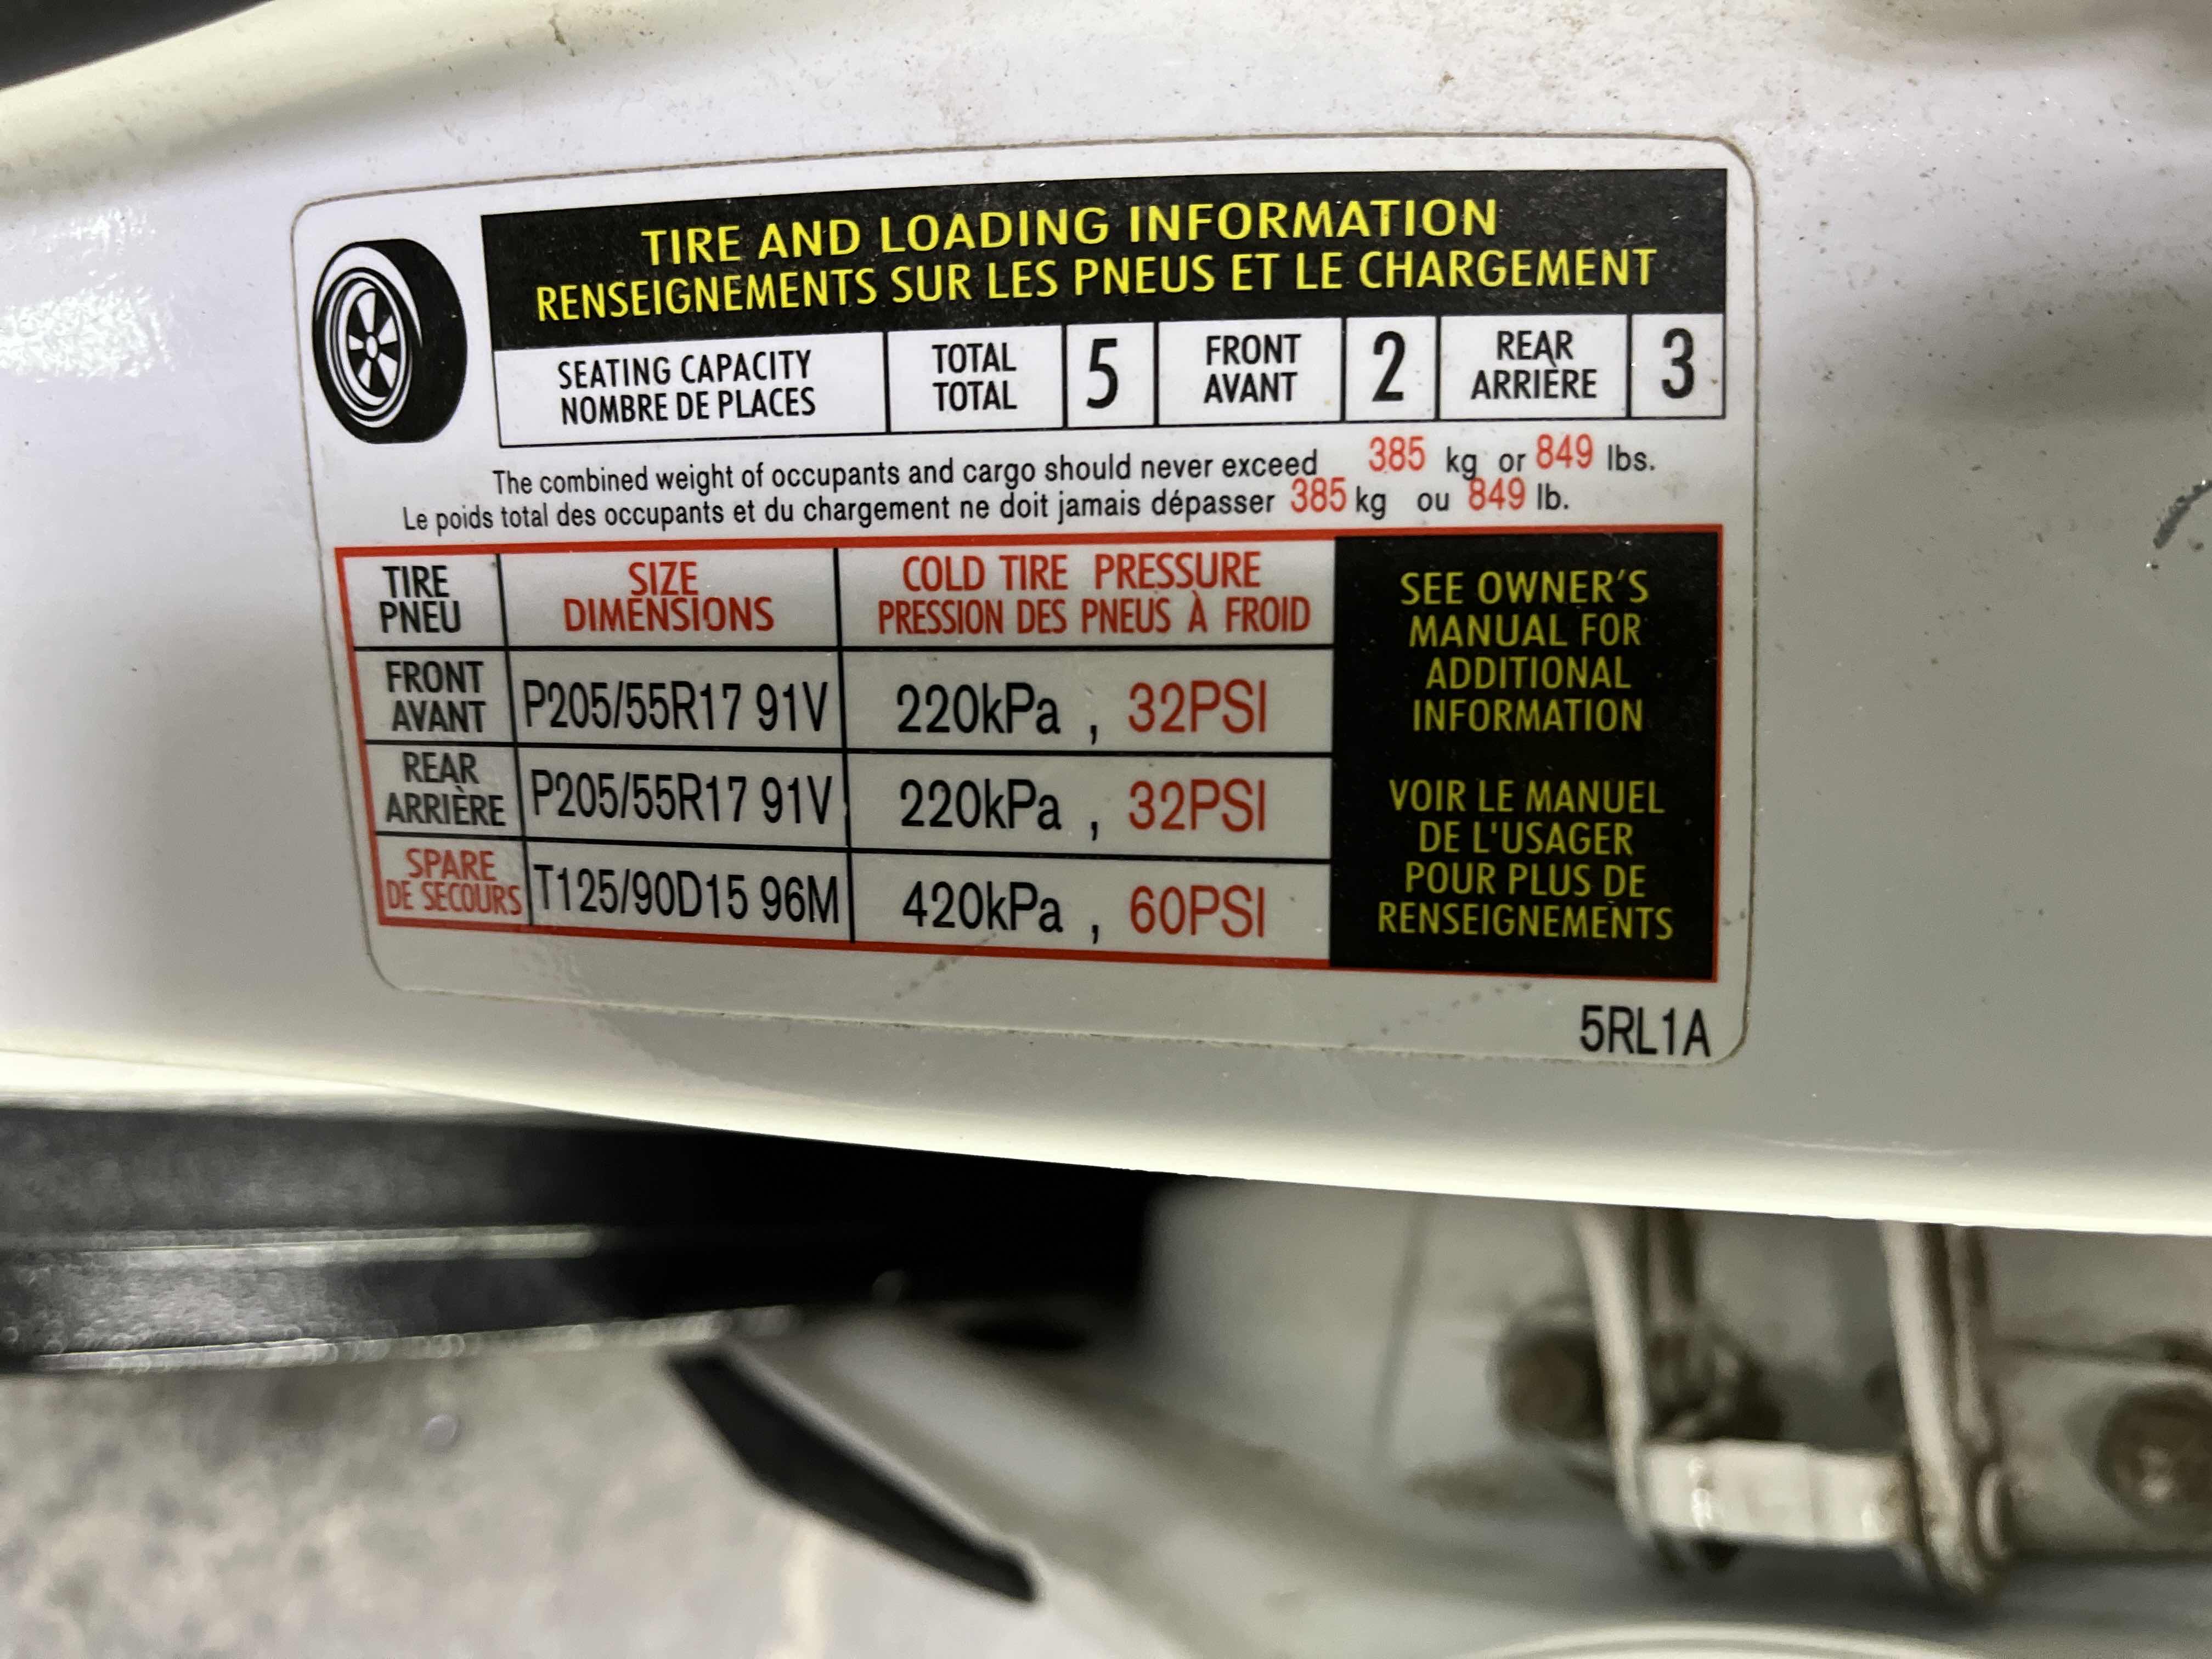 TIRE AND LOADING INFORMATION
RENSEIGNEMENTS SUR LES PNEUS ET LE CHARGEMENT
SEATING CAPACITY
NOMBRE DE PLACES
TOTAL
TOTAL
5
FRONT
AVANT
2
REAR
ARRIÈRE
3
The combined weight of occupants and cargo should never exceed 385 kg or 849 lbs.
Le poids total des occupants et du chargement ne doit jamais dépasser 385 kg ou 849 lb.
TIRE
PNEU
SIZE
DIMENSIONS
COLD TIRE PRESSURE
PRESSION DES PNEUS À FROID
FRONT
AVANT
P205/55R17 91V
220kPa , 32PSI
REAR
ARRIÈRE
P205/55R17 91V
220kPa , 32PSI
SPARE
DE SECOURS
T125/90D15 96M
420kPa , 60PSI
SEE OWNER'S
MANUAL FOR
ADDITIONAL
INFORMATION
VOIR LE MANUEL
DE L'USAGER
POUR PLUS DE
RENSEIGNEMENTS
5RL1A